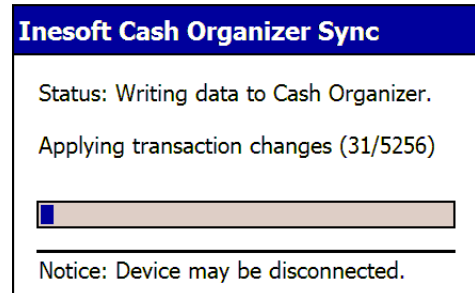 Inesoft Cash Organizer Sync
Status: Writing data to Cash Organizer.
Applying transaction changes (31/5256)
Notice: Device may be disconnected.